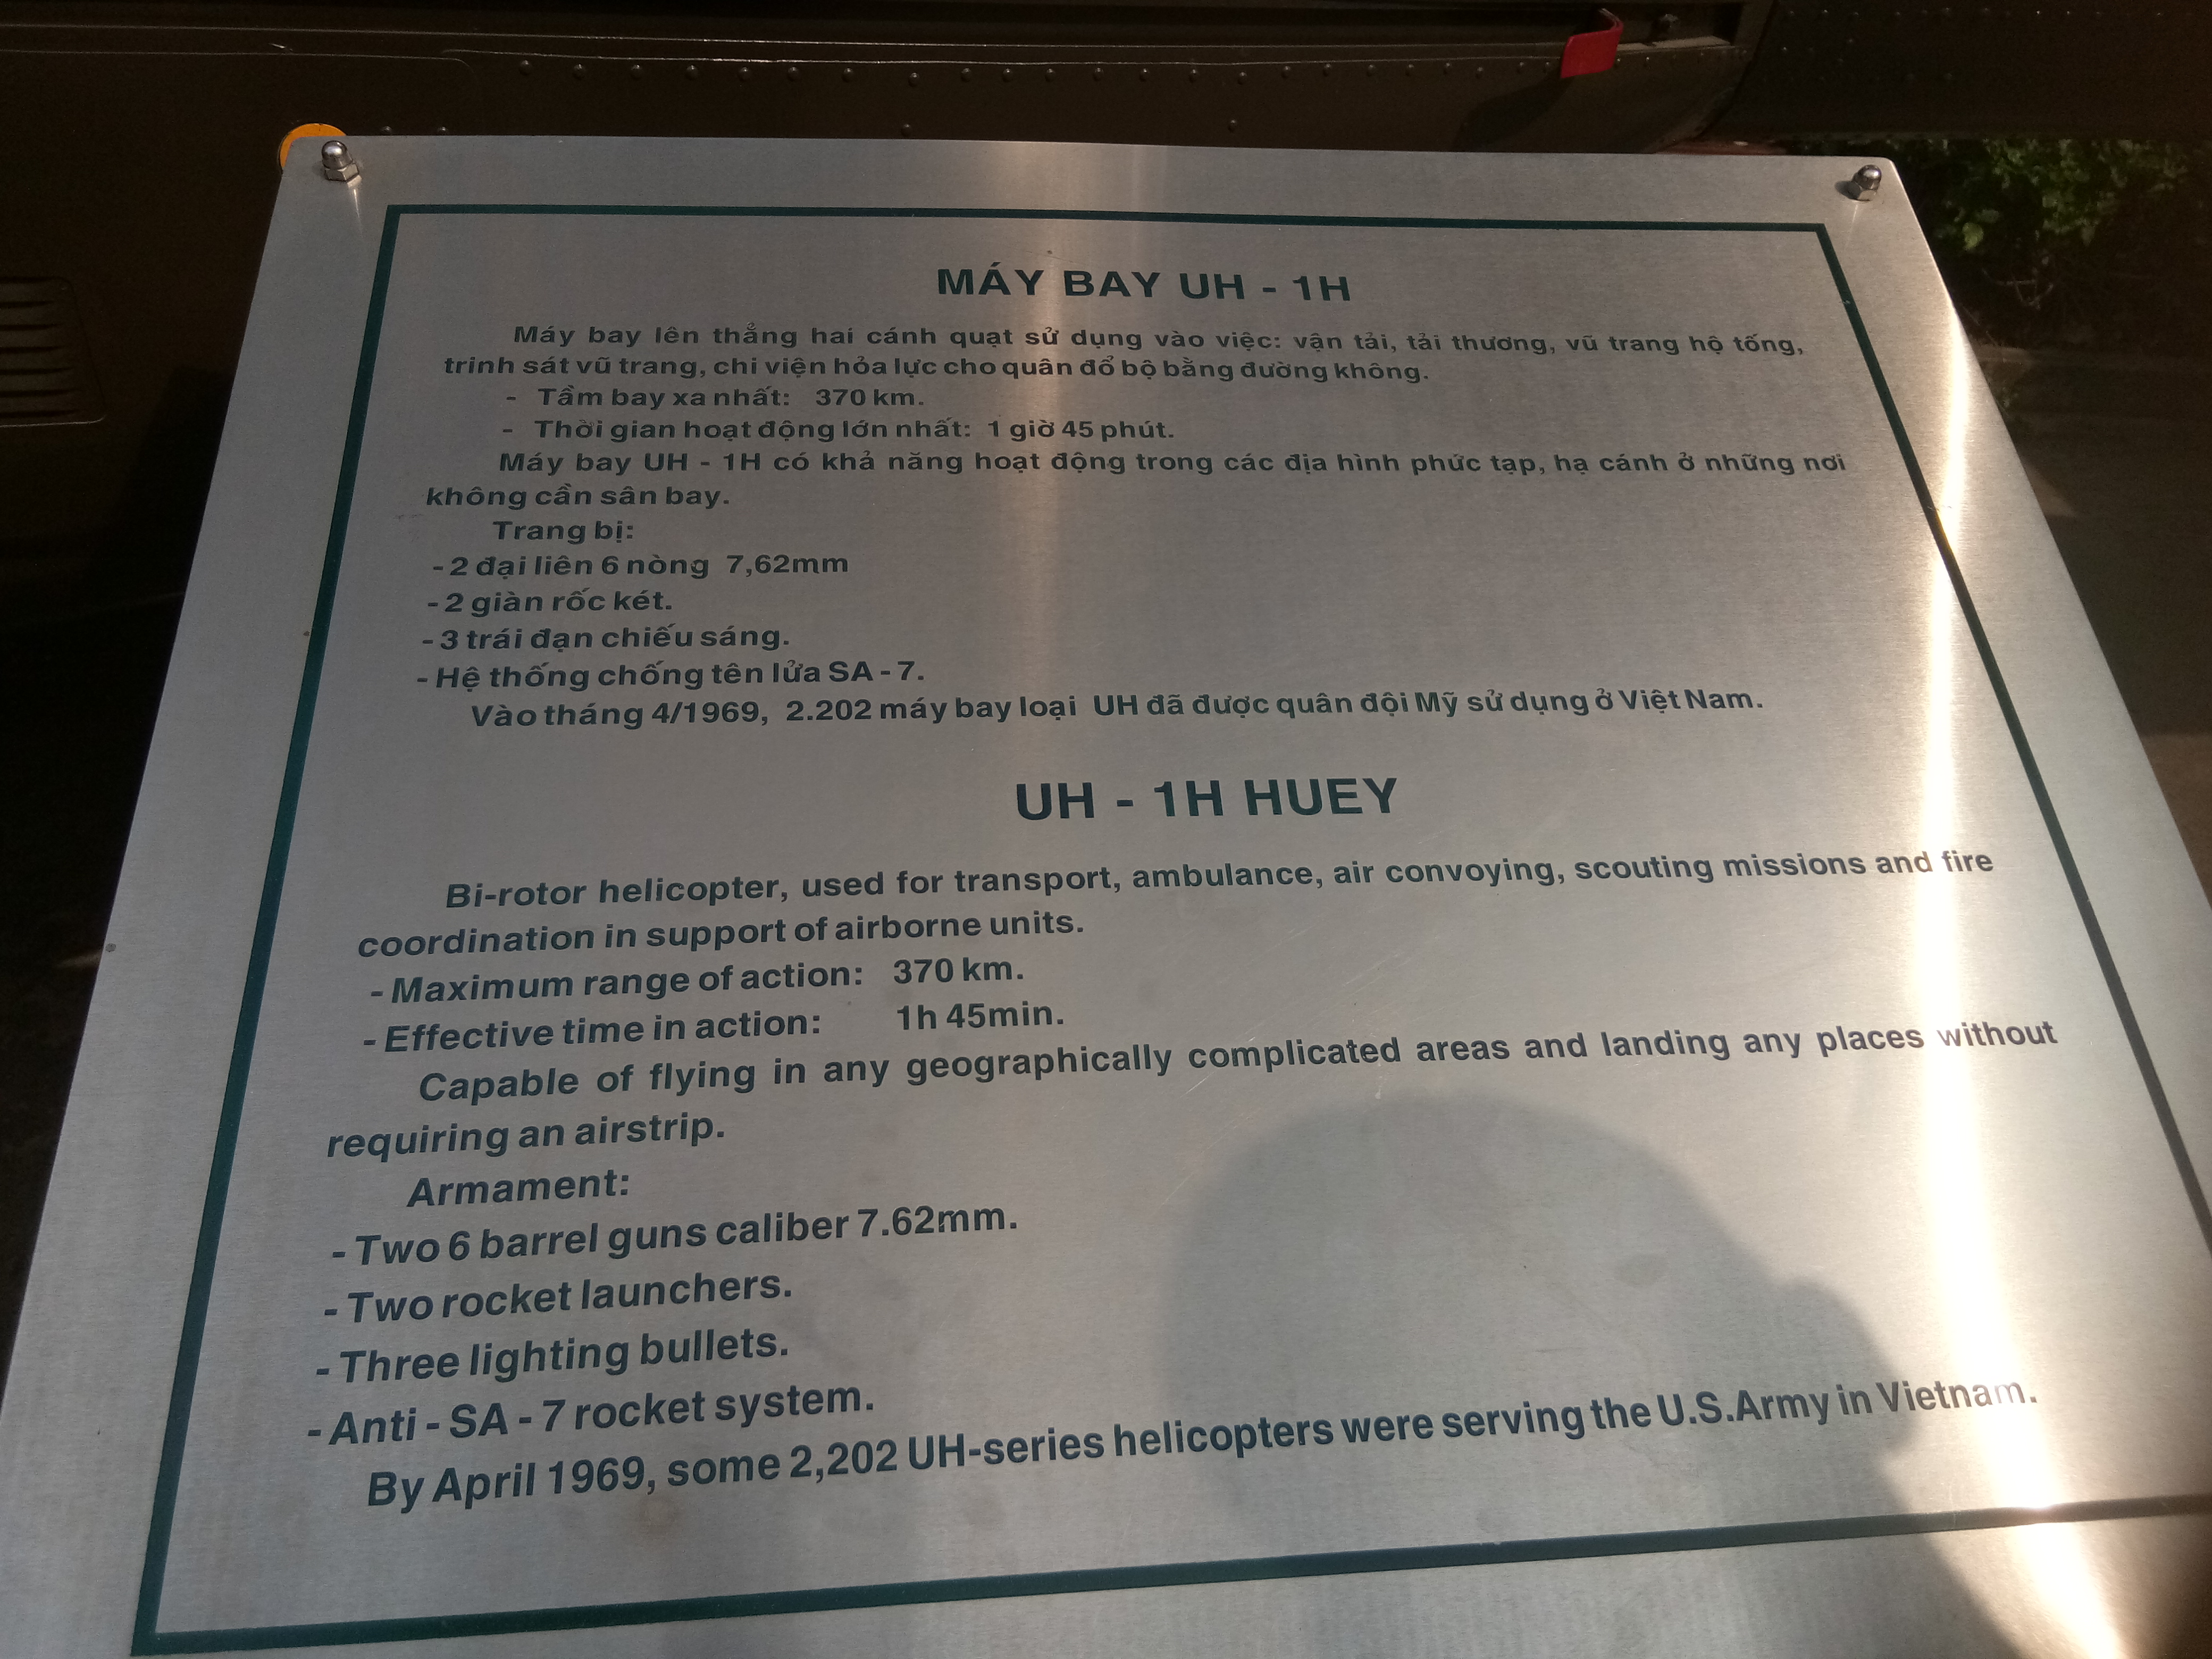 MÁY BAY UH - 1H
Máy bay lên thẳng hai cánh quạt sử dụng vào việc: vận tải, tải thương, vũ trang hộ tống,
trinh sát vũ trang, chi viện hỏa lực cho quân đổ bộ bằng đường không.
- Tầm bay xa nhất: 370 km.
- Thời gian hoạt động lớn nhất: 1 giờ 45 phút.
Máy bay UH - 1H có khả năng hoạt động trong các địa hình phức tạp, hạ cánh ở những nơi
không cần sân bay.
Trang bị:
- 2 đại liên 6 nòng 7,62mm
- 2 giàn rốc két.
- 3 trái đạn chiếu sáng.
- Hệ thống chống tên lửa SA - 7.
Vào tháng 4/1969, 2.202 máy bay loại UH đã được quân đội Mỹ sử dụng ở Việt Nam.
UH - 1H HUEY
Bi-rotor helicopter, used for transport, ambulance, air convoying, scouting missions and fire
coordination in support of airborne units.
- Maximum range of action: 370 km.
- Effective time in action: 1h 45min.
Capable of flying in any geographically complicated areas and landing any places without
requiring an airstrip.
Armament:
- Two 6 barrel guns caliber 7.62mm.
- Two rocket launchers.
- Three lighting bullets.
- Anti - SA - 7 rocket system.
By April 1969, some 2,202 UH-series helicopters were serving the U.S.Army in Vietnam.